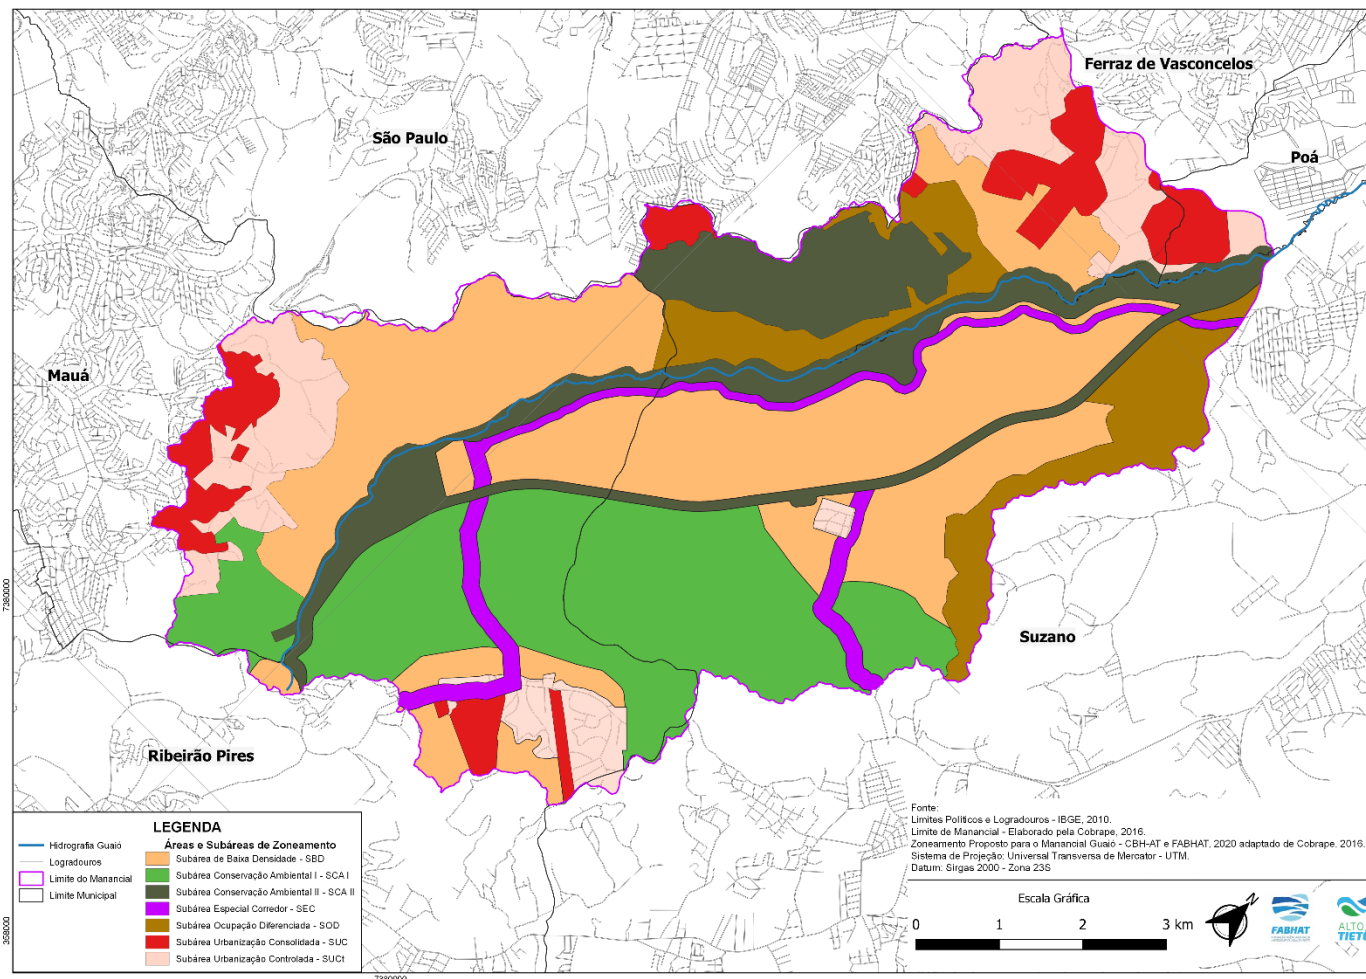 Ferraz de Vasconcelos
São Paulo
Poá
Mauá
7380000
Suzano
Ribeirão Pires
LEGENDA
Hidrografia Guaió
Logradouros
Limite do Manancial
Limite Municipal
Áreas e Subáreas de Zoneamento
Subárea de Baixa Densidade - SBD
Subárea Conservação Ambiental I - SCA I
Subárea Conservação Ambiental II - SCA II
Subárea Especial Corredor - SEC
Subárea Ocupação Diferenciada - SOD
Subárea Urbanização Consolidada - SUC
Subárea Urbanização Controlada - SUCt
Fonte:
Limites Políticos e Logradouros - IBGE, 2010.
Limite de Manancial - Elaborado pela Cobrape, 2016.
Zoneamento Proposto para o Manancial Guaió - CBH-AT e FABHAT, 2020 adaptado de Cobrape. 2016.
Sistema de Projeção: Universal Transversa de Mercator - UTM.
Datum: Sirgas 2000 - Zona 23S
Escala Gráfica
0 1 2 3 km
N
FABHAT
ALTO
TIETÊ
358000
7380000